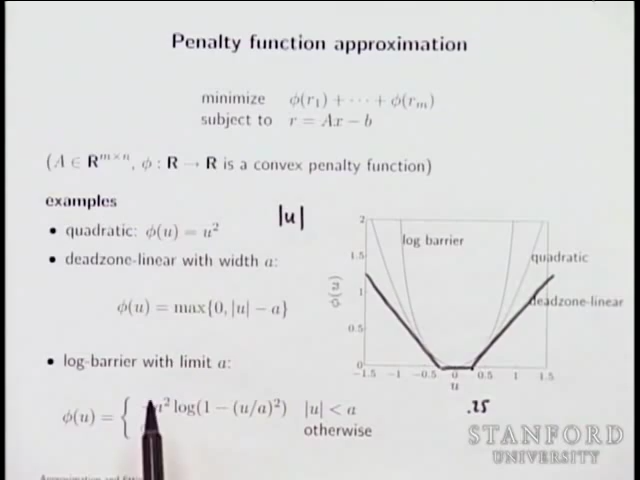 Penalty function approximation
minimize ϕ(r₁) + ··· + ϕ(rₘ)
subject to r = Ax − b
(A ∈ R^{m×n}, ϕ : R → R is a convex penalty function)
examples
|u|
• quadratic: ϕ(u) = u²
• deadzone-linear with width a:
ϕ(u) = max{0, |u| − a}
• log-barrier with limit a:
ϕ(u) = { a² log(1 − (u/a)²) |u| < a
otherwise
2
1.5
1
0.5
0
ϕ(u)
log barrier
quadratic
deadzone-linear
−1.5 −1 −0.5 0 0.5 1 1.5
u
.25
STANFORD
UNIVERSITY